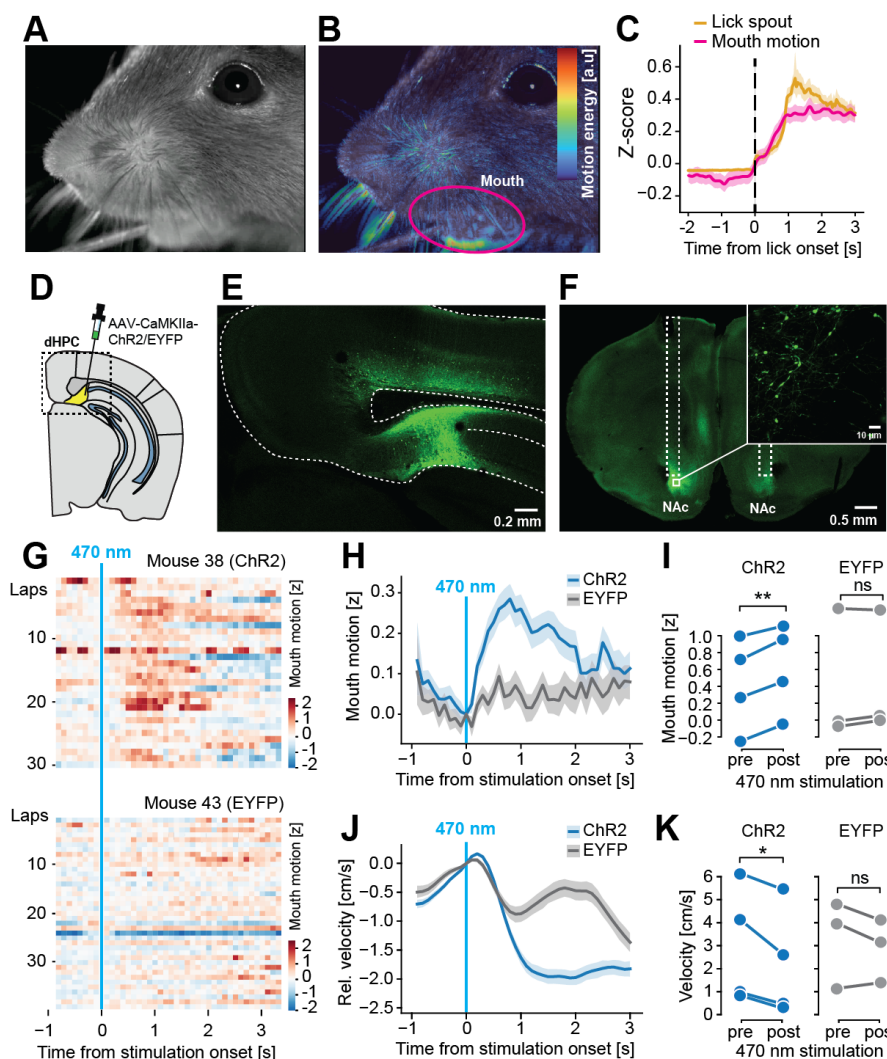 A
B
Motion energy [a.u]
Mouth
C
Lick spout
Mouth motion
Z-score
0.6
0.4
0.2
0.0
−0.2
−2
−1
0
1
2
3
Time from lick onset [s]
D
AAV-CaMKIIa-
ChR2/EYFP
dHPC
E
0.2 mm
F
10 µm
NAc
NAc
0.5 mm
G
470 nm
Mouse 38 (ChR2)
Laps
10
20
30
Mouth motion [z]
2
1
0
−1
−2
Mouse 43 (EYFP)
Laps
10
20
30
Mouth motion [z]
2
1
0
−1
−2
−1
0
1
2
3
Time from stimulation onset [s]
H
470 nm
ChR2
EYFP
Mouth motion [z]
0.3
0.2
0.1
0.0
−1
0
1
2
3
Time from stimulation onset [s]
I
ChR2
EYFP
**
ns
Mouth motion [z]
1.0
0.8
0.6
0.4
0.2
0.0
−0.2
pre
post
pre
pos
470 nm stimulation
J
470 nm
ChR2
EYFP
Rel. velocity [cm/s]
0.0
−0.5
−1.0
−1.5
−2.0
−2.5
−1
0
1
2
3
Time from stimulation onset [s]
K
ChR2
EYFP
*
ns
Velocity [cm/s]
6
5
4
3
2
1
0
pre
post
pre
post
470 nm stimulation